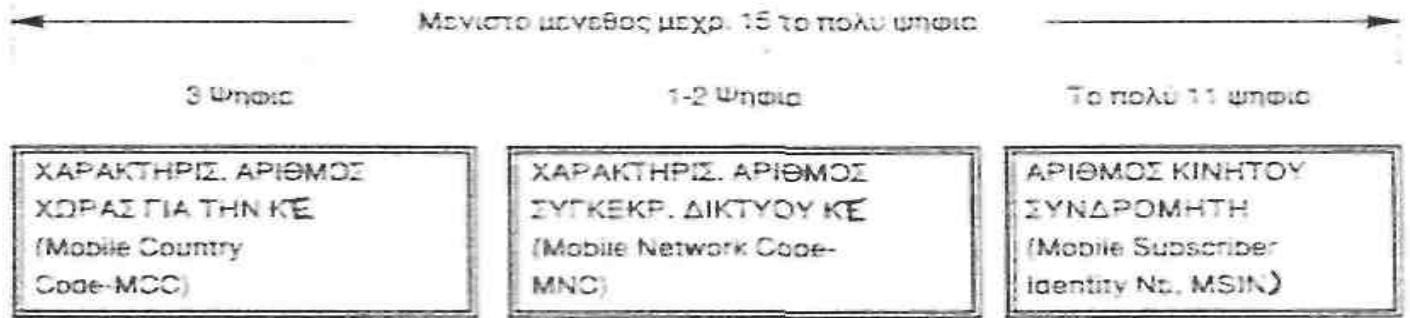 Μεγιστο μεγεθος μεχρ. 15 το πολυ ψηφια
3 Ψηφια
1-2 Ψηφια
Το πολύ 11 ψηφια
ΧΑΡΑΚΤΗΡΙΣ. ΑΡΙΘΜΟΣ
ΧΩΡΑΣ ΓΙΑ ΤΗΝ ΚΕ
(Mobile Country
Code-MCC)
ΧΑΡΑΚΤΗΡΙΣ. ΑΡΙΘΜΟΣ
ΣΥΓΚΕΚΡ. ΔΙΚΤΥΟΥ ΚΕ
(Mobile Network Code-
MNC)
ΑΡΙΘΜΟΣ ΚΙΝΗΤΟΥ
ΣΥΝΔΡΟΜΗΤΗ
(Mobile Subscriber
Identity No. MSIN)